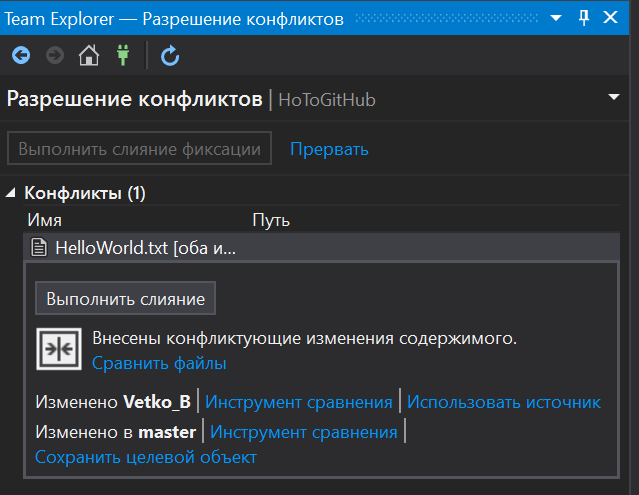 Team Explorer — Разрешение конфликтов
Разрешение конфликтов | HoToGitHub
Выполнить слияние фиксации Прервать
Конфликты (1)
Имя Путь
HelloWorld.txt [оба и...
Выполнить слияние
Внесены конфликтующие изменения содержимого.
Сравнить файлы
Изменено Vetko_B | Инструмент сравнения | Использовать источник
Изменено в master | Инструмент сравнения |
Сохранить целевой объект